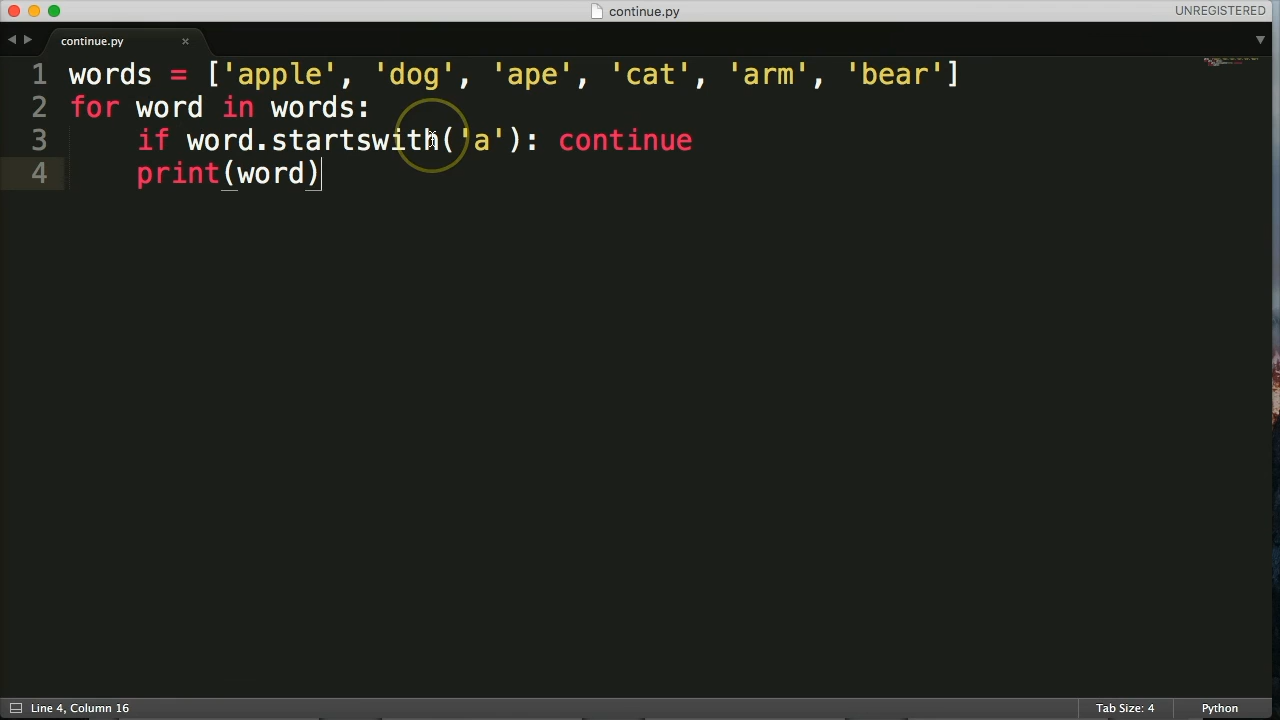 continue.py
UNREGISTERED
continue.py ×
1 words = ['apple', 'dog', 'ape', 'cat', 'arm', 'bear']
2 for word in words:
3     if word.startswith('a'): continue
4     print(word)
Line 4, Column 16
Tab Size: 4
Python